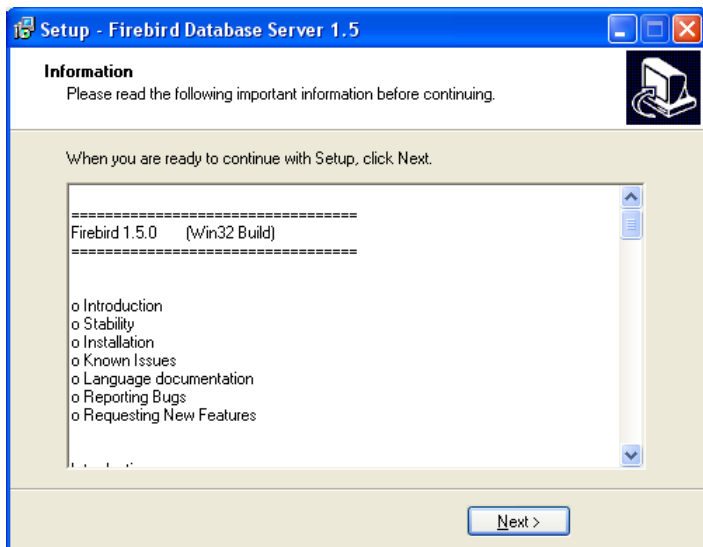 Setup - Firebird Database Server 1.5
Information
Please read the following important information before continuing.
When you are ready to continue with Setup, click Next.
==================================
Firebird 1.5.0 (Win32 Build)
==================================
o Introduction
o Stability
o Installation
o Known Issues
o Language documentation
o Reporting Bugs
o Requesting New Features
Next >